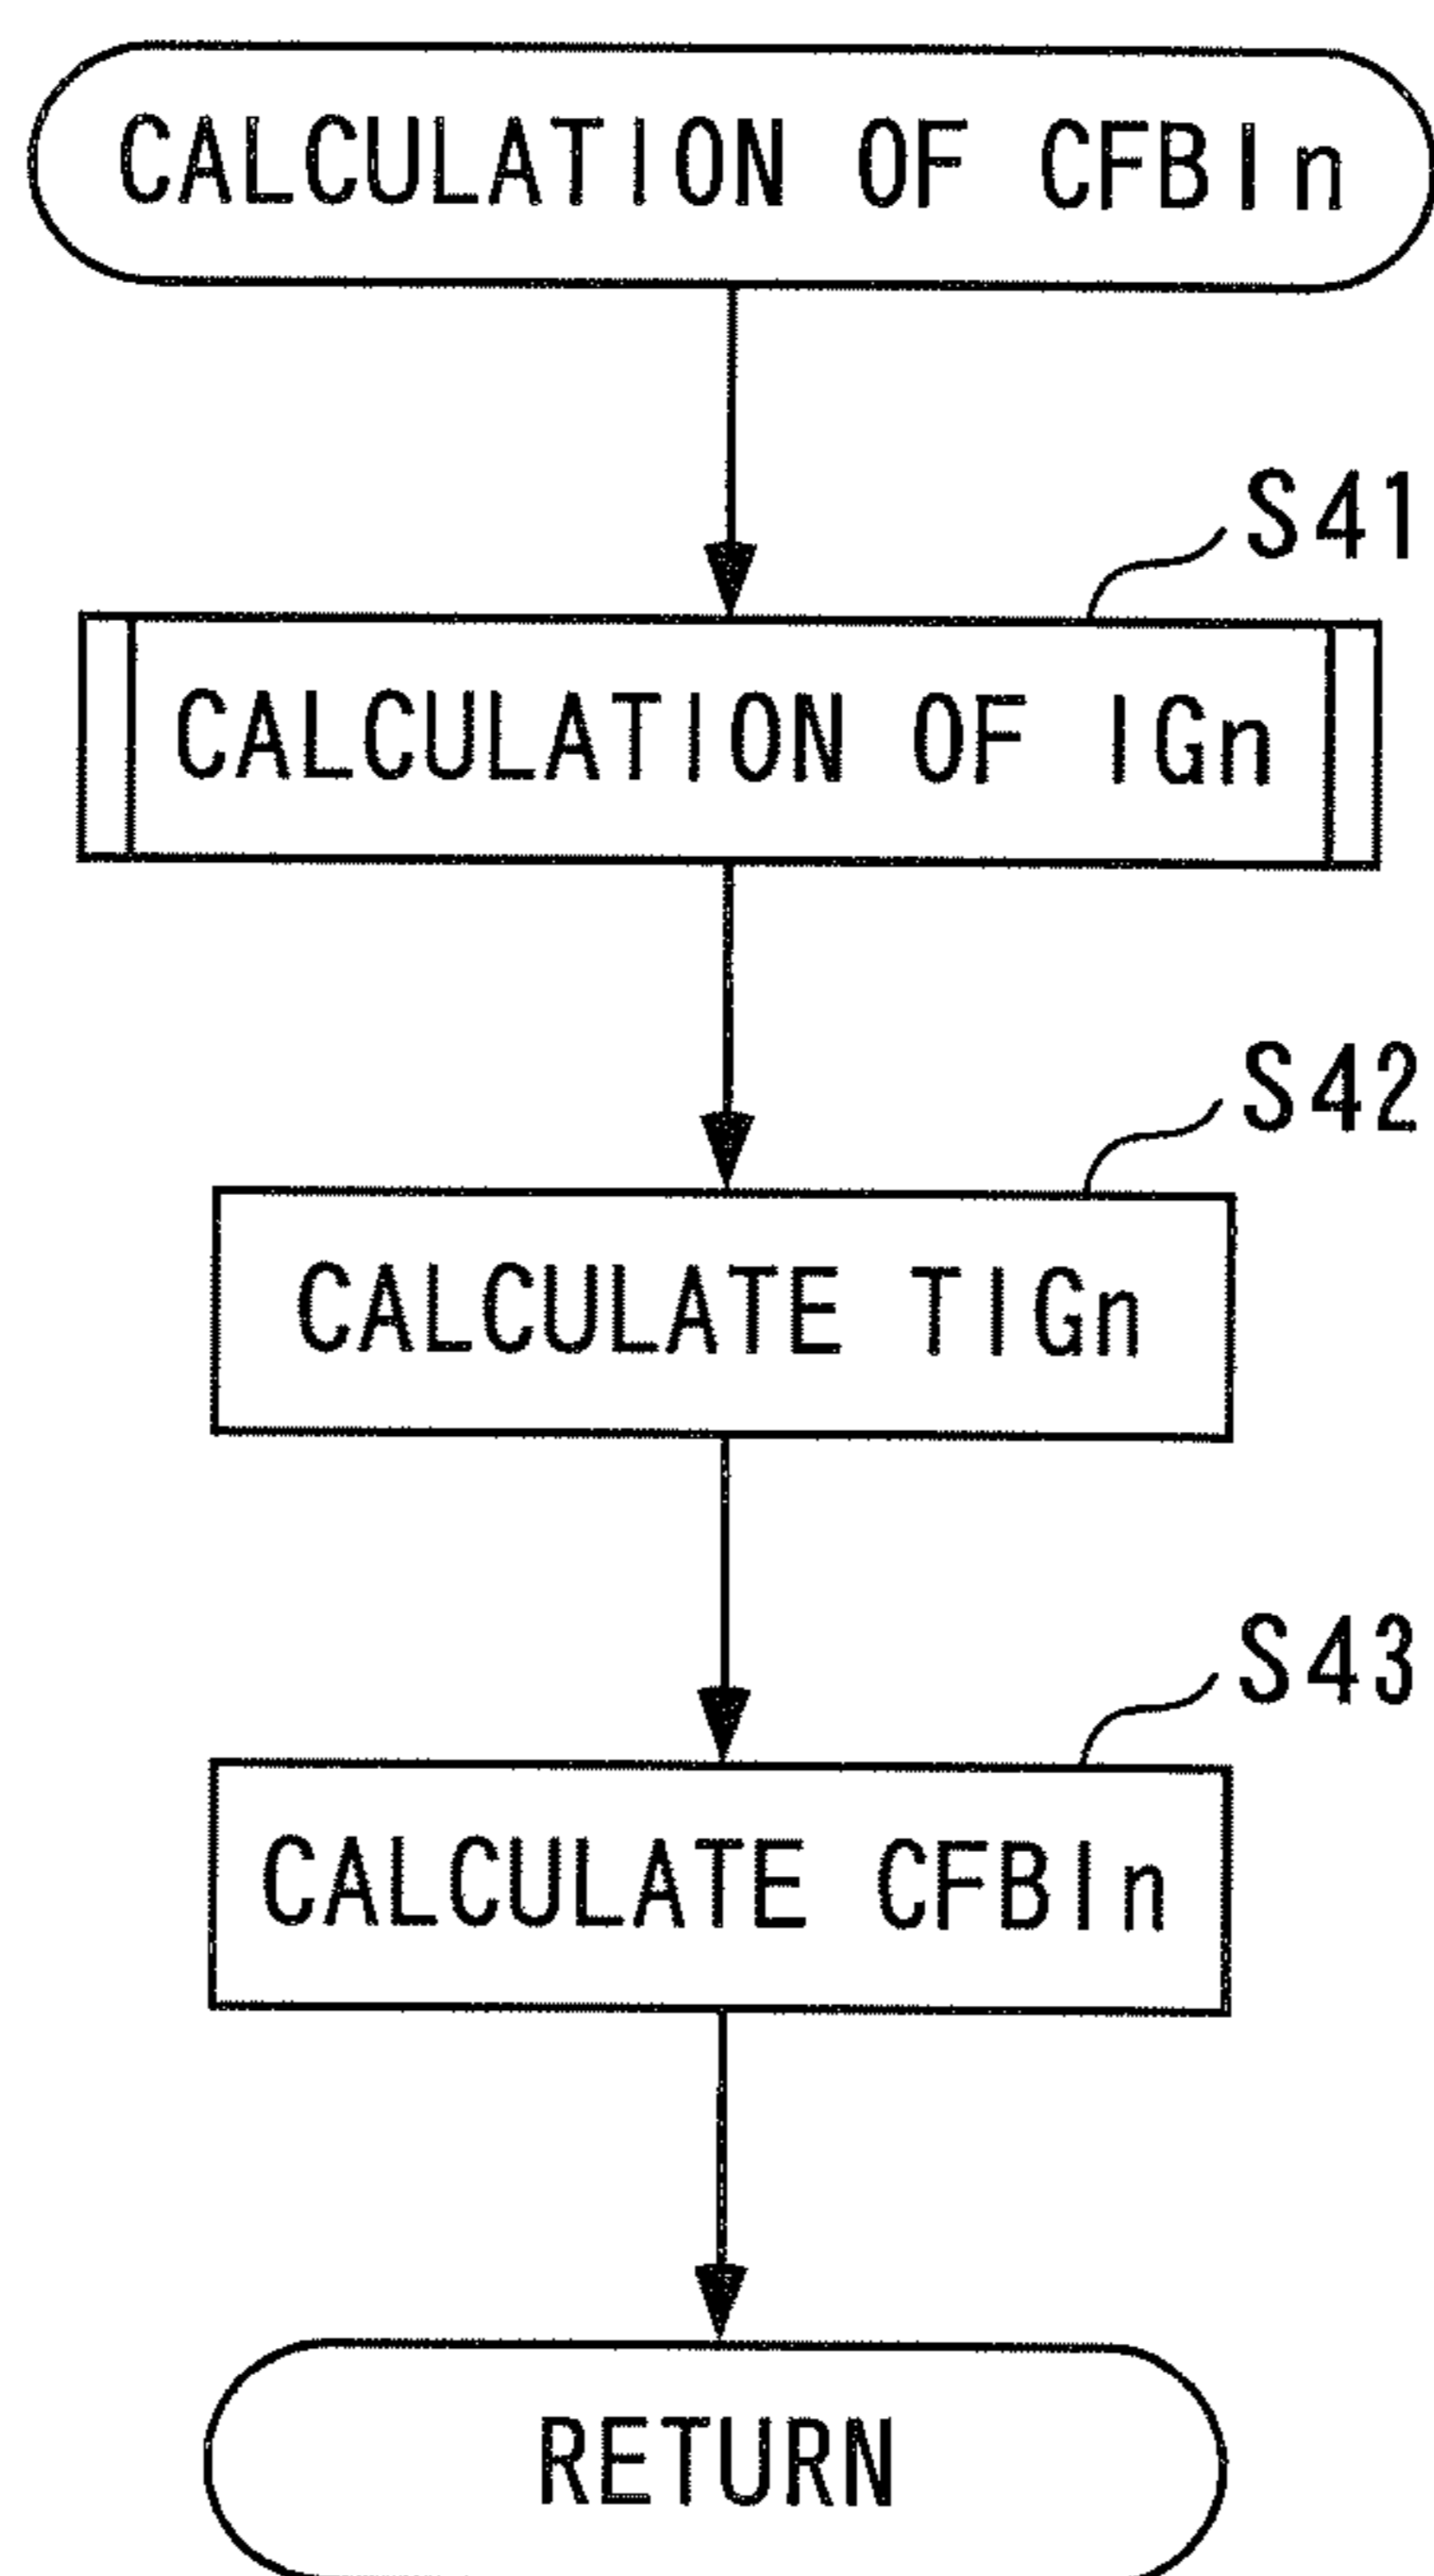 CALCULATION OF CFBIn
S41
CALCULATION OF IGn
S42
CALCULATE TIGn
S43
CALCULATE CFBIn
RETURN